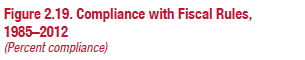 Figure 2.19. Compliance with Fiscal Rules,
1985–2012
(Percent compliance)